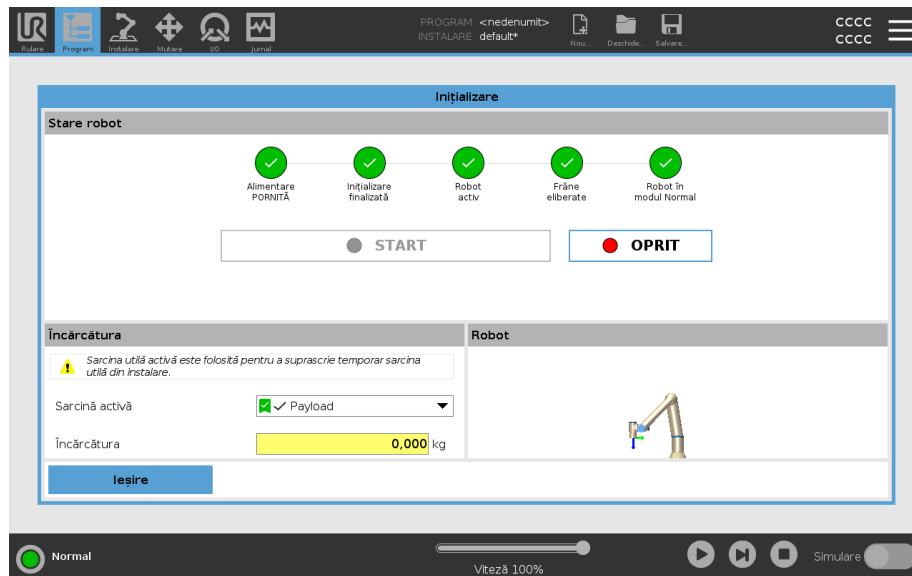 PROGRAM <nedenumit>
INSTALARE default*
CCCC
CCCC
Rulare Program Instalare Mutare I/O Jurnal Nou... Deschide... Salvare...
Inițializare
Stare robot
Alimentare PORNITĂ
Inițializare finalizată
Robot activ
Frâne eliberate
Robot în modul Normal
START
OPRIT
Încărcătura
Robot
Sarcina utilă activă este folosită pentru a suprascrie temporar sarcina
utilă din instalare.
Sarcină activă
Payload
Încărcătura
0,000 kg
Ieșire
Normal
Viteză 100%
Simulare